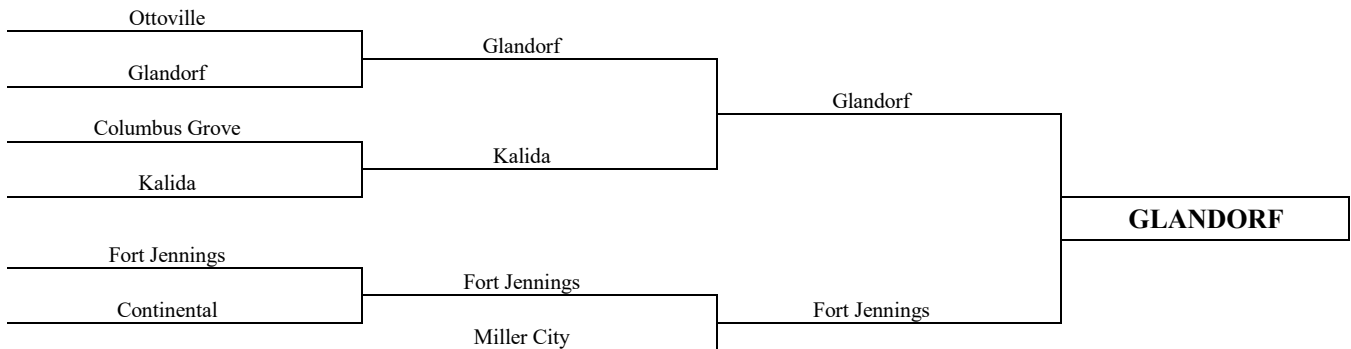 Ottoville
Glandorf
Glandorf
Glandorf
Columbus Grove
Kalida
Kalida
GLANDORF
Fort Jennings
Fort Jennings
Continental
Fort Jennings
Miller City